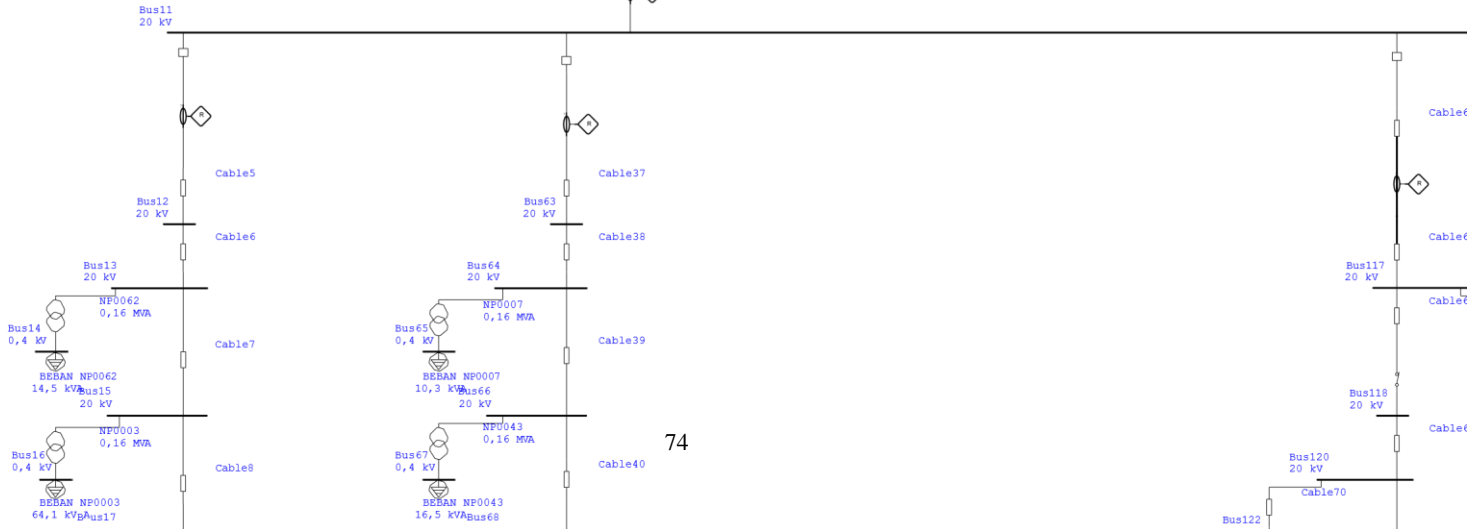 Bus11
20 kV
R
R
R
Cable5
Cable37
Cable6
Bus12
20 kV
Bus63
20 kV
Cable6
Cable38
Cable6
Bus13
20 kV
Bus64
20 kV
Bus117
20 kV
Cable6
NP0062
0,16 MVA
NP0007
0,16 MVA
Bus14
0,4 kV
Bus65
0,4 kV
Cable7
Cable39
BEBAN NP0062
14,5 kVA
BEBAN NP0007
10,3 kVA
Bus15
20 kV
Bus66
20 kV
Bus118
20 kV
NP0003
0,16 MVA
NP0043
0,16 MVA
74
Cable6
Bus16
0,4 kV
Bus67
0,4 kV
Cable8
Cable40
Bus120
20 kV
Cable70
BEBAN NP0003
64,1 kVA
Bus17
BEBAN NP0043
16,5 kVA
Bus68
Bus122